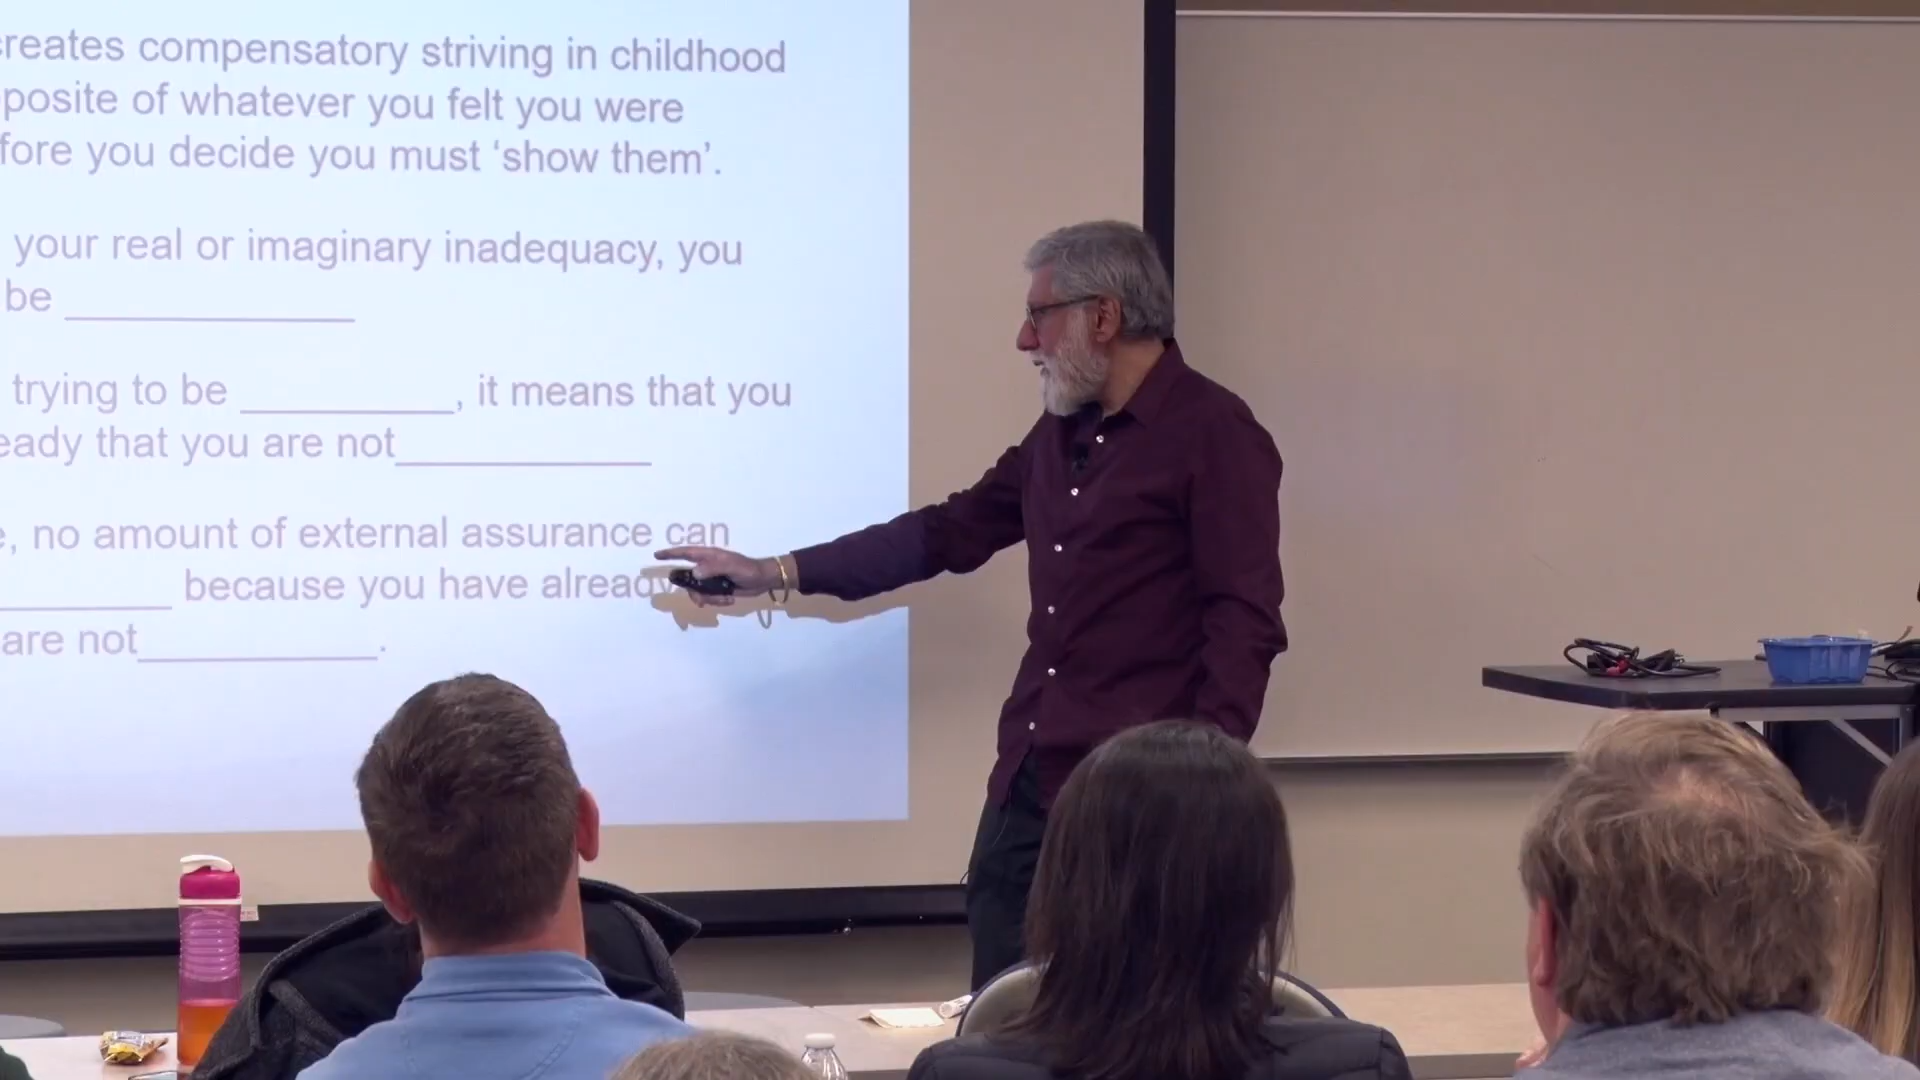 creates compensatory striving in childhood
posite of whatever you felt you were
fore you decide you must ‘show them’.
your real or imaginary inadequacy, you
be ____________
trying to be _________, it means that you
eady that you are not___________
e, no amount of external assurance can
________ because you have already
are not__________.